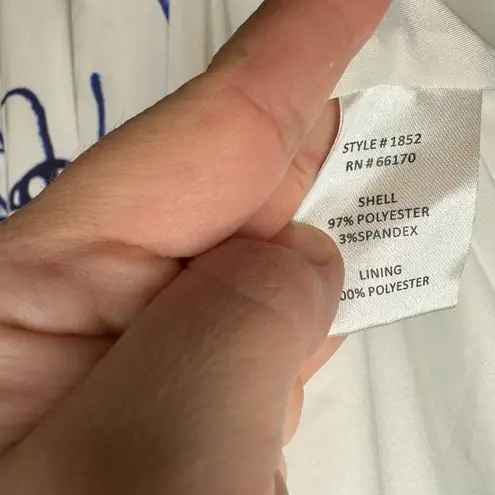 STYLE # 1852
RN # 66170
SHELL
97% POLYESTER
3%SPANDEX
LINING
00% POLYESTER